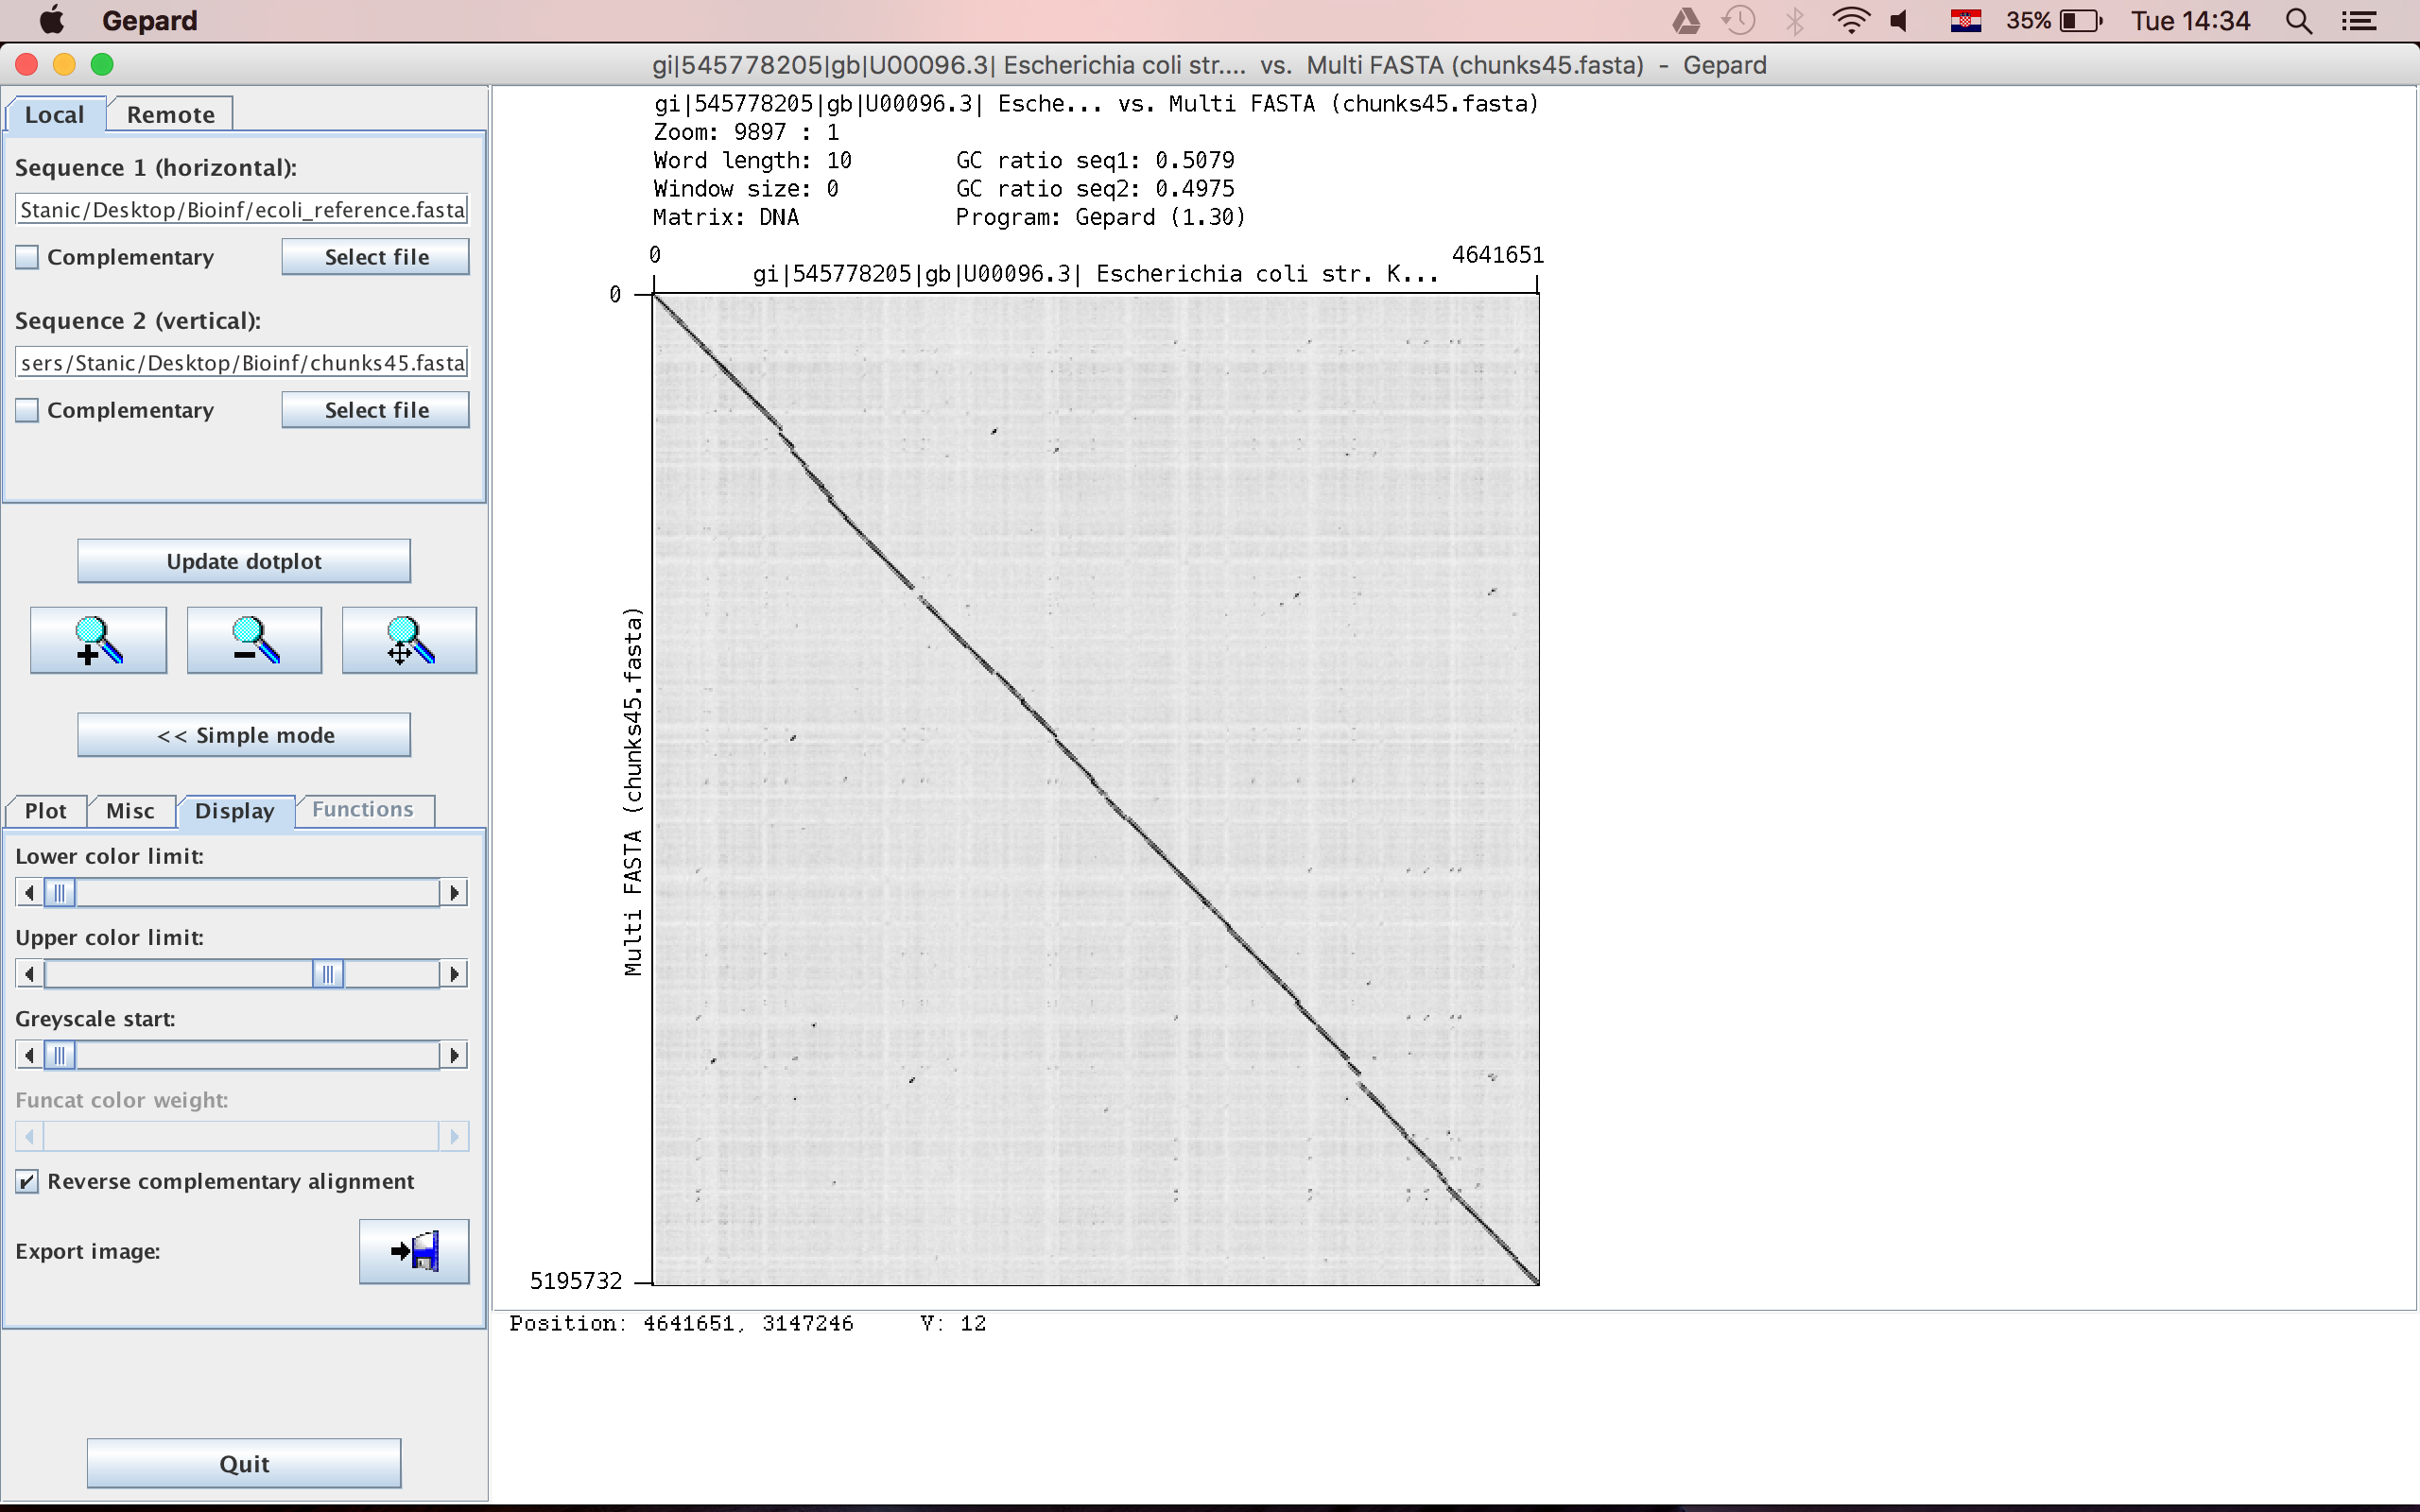 Gepard
35%
Tue 14:34
gi|545778205|gb|U00096.3| Escherichia coli str.... vs. Multi FASTA (chunks45.fasta) - Gepard
Local
Remote
Sequence 1 (horizontal):
Stanic/Desktop/Bioinf/ecoli_reference.fasta
Complementary
Select file
Sequence 2 (vertical):
sers/Stanic/Desktop/Bioinf/chunks45.fasta
Complementary
Select file
Update dotplot
<< Simple mode
Plot
Misc
Display
Functions
Lower color limit:
Upper color limit:
Greyscale start:
Funcat color weight:
Reverse complementary alignment
Export image:
Quit
gi|545778205|gb|U00096.3| Esche... vs. Multi FASTA (chunks45.fasta)
Zoom: 9897 : 1
Word length: 10 GC ratio seq1: 0.5079
Window size: 0 GC ratio seq2: 0.4975
Matrix: DNA Program: Gepard (1.30)
0 4641651
gi|545778205|gb|U00096.3| Escherichia coli str. K...
0
Multi FASTA (chunks45.fasta)
5195732
Position: 4641651, 3147246 V: 12